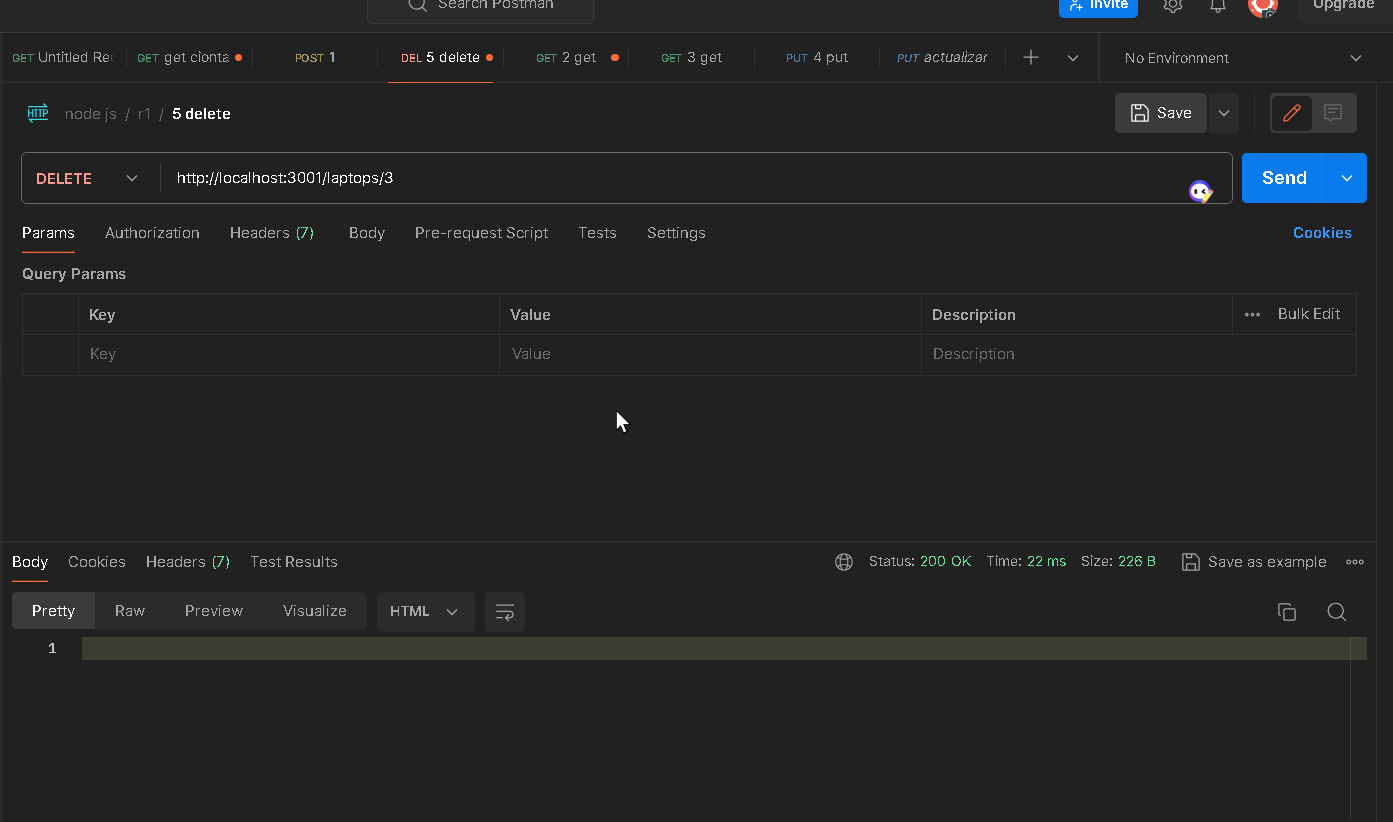 Search Postman Invite Upgrade
GET Untitled Re GET get cionta POST 1 DEL 5 delete GET 2 get GET 3 get PUT 4 put PUT actualizar No Environment
HTTP node js / r1 / 5 delete Save
DELETE http://localhost:3001/laptops/3 Send
Params Authorization Headers (7) Body Pre-request Script Tests Settings Cookies
Query Params
Key Value Description Bulk Edit
Key Value Description
Body Cookies Headers (7) Test Results Status: 200 OK Time: 22 ms Size: 226 B Save as example
Pretty Raw Preview Visualize HTML
1